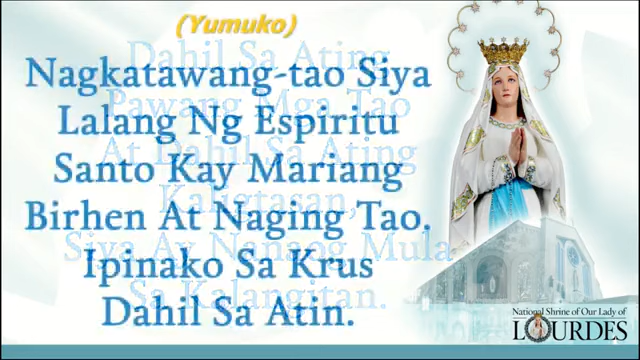 (Yumuko)
Nagkatawang-tao Siya
Lalang Ng Espiritu
Santo Kay Mariang
Birhen At Naging Tao.
Ipinako Sa Krus
Dahil Sa Atin.
Dahil Sa Ating
Pawang Mga Tao
At Dahil Sa Ating
Kaligtasan,
Siya Ay Nanaog Mula
Sa Kalangitan.
National Shrine of Our Lady of
LOURDES